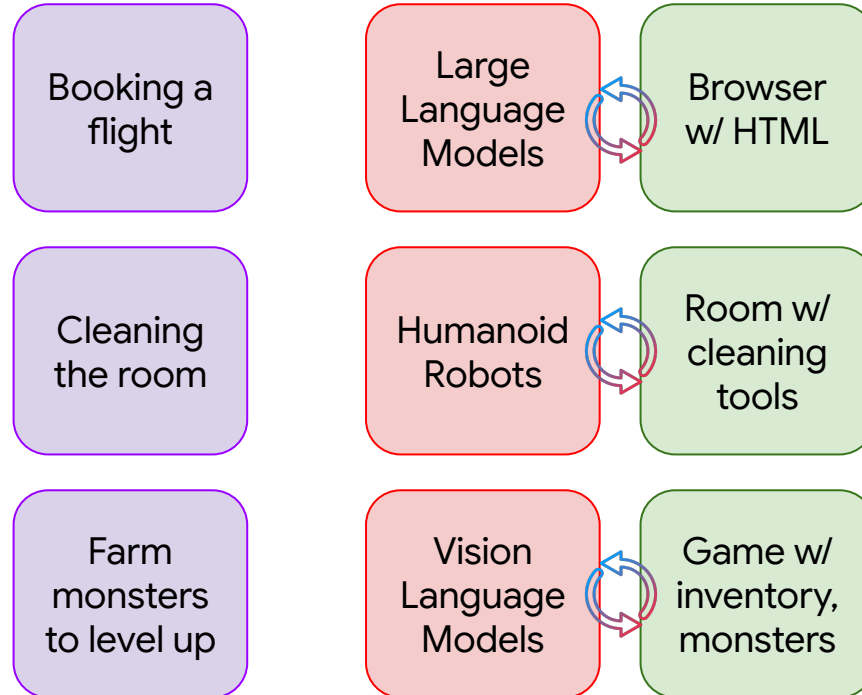 Booking a
flight
Large
Language
Models
Browser
w/ HTML
Cleaning
the room
Humanoid
Robots
Room w/
cleaning
tools
Farm
monsters
to level up
Vision
Language
Models
Game w/
inventory,
monsters